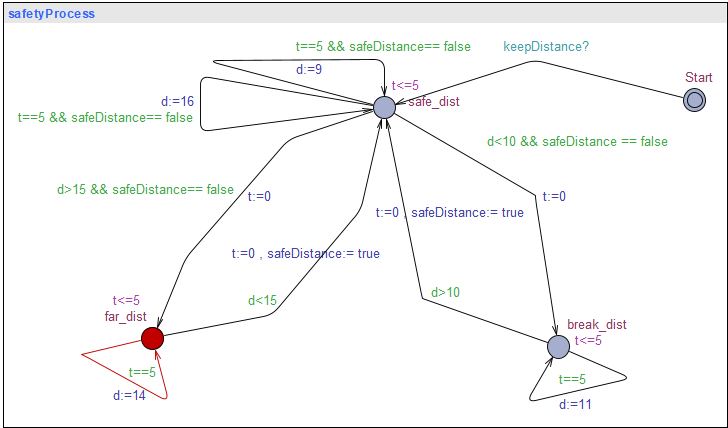 safetyProcess
t==5 && safeDistance== false
keepDistance?
d:=9
Start
t<=5
d:=16
safe_dist
t==5 && safeDistance== false
d<10 && safeDistance == false
d>15 && safeDistance== false
t:=0
t:=0
t:=0 , safeDistance:= true
t:=0 , safeDistance:= true
d>10
t<=5
d<15
far_dist
break_dist
t<=5
t==5
t==5
d:=14
d:=11